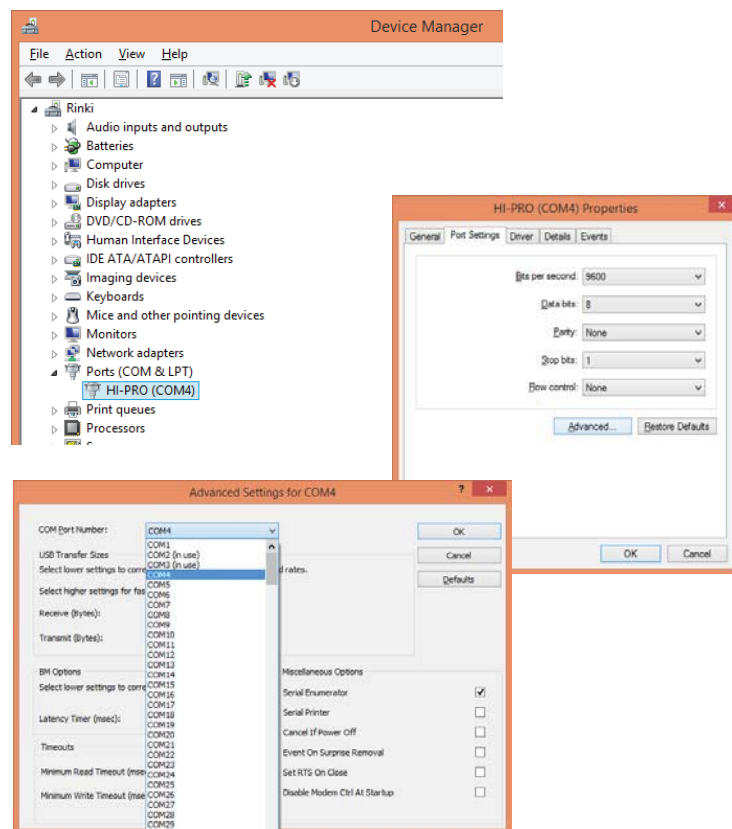 Device Manager
File Action View Help
Rinki
Audio inputs and outputs
Batteries
Computer
Disk drives
Display adapters
DVD/CD-ROM drives
Human Interface Devices
IDE ATA/ATAPI controllers
Imaging devices
Keyboards
Mice and other pointing devices
Monitors
Network adapters
Ports (COM & LPT)
HI-PRO (COM4)
Print queues
Processors
HI-PRO (COM4) Properties
General Port Settings Driver Details Events
Bits per second: 9600
Data bits: 8
Parity: None
Stop bits: 1
Flow control: None
Advanced... Restore Defaults
OK Cancel
Advanced Settings for COM4
COM Port Number: COM4
OK
Cancel
Defaults
COM1
COM2 (in use)
COM3 (in use)
COM4
COM5
COM6
COM7
COM8
COM9
COM10
COM11
COM12
COM13
COM14
COM15
COM16
COM17
COM18
COM19
COM20
COM21
COM22
COM23
COM24
COM25
COM26
COM27
COM28
COM29
USB Transfer Sizes
Select lower settings to corre d rates.
Select higher settings for fas
Receive (Bytes):
Transmit (Bytes):
BM Options
Select lower settings to corre
Latency Timer (msec):
Timeouts
Minimum Read Timeout (mse
Minimum Write Timeout (mse
Miscellaneous Options
Serial Enumerator
Serial Printer
Cancel If Power Off
Event On Surprise Removal
Set RTS On Close
Disable Modem Ctrl At Startup